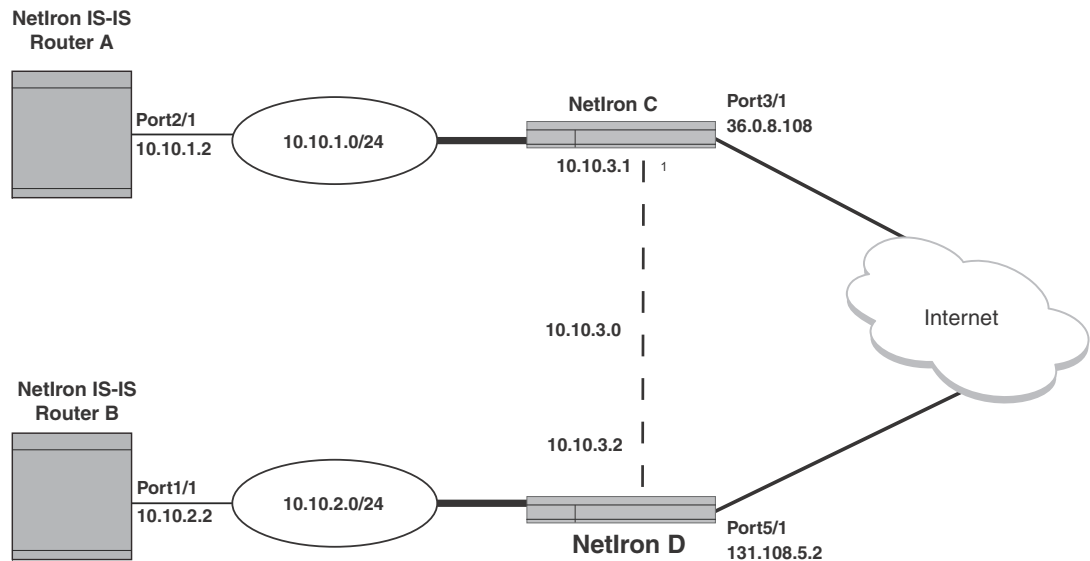 NetIron IS-IS
Router A
Port2/1
10.10.1.2
10.10.1.0/24
NetIron C
10.10.3.1
1
Port3/1
36.0.8.108
10.10.3.0
Internet
NetIron IS-IS
Router B
Port1/1
10.10.2.2
10.10.2.0/24
10.10.3.2
NetIron D
Port5/1
131.108.5.2